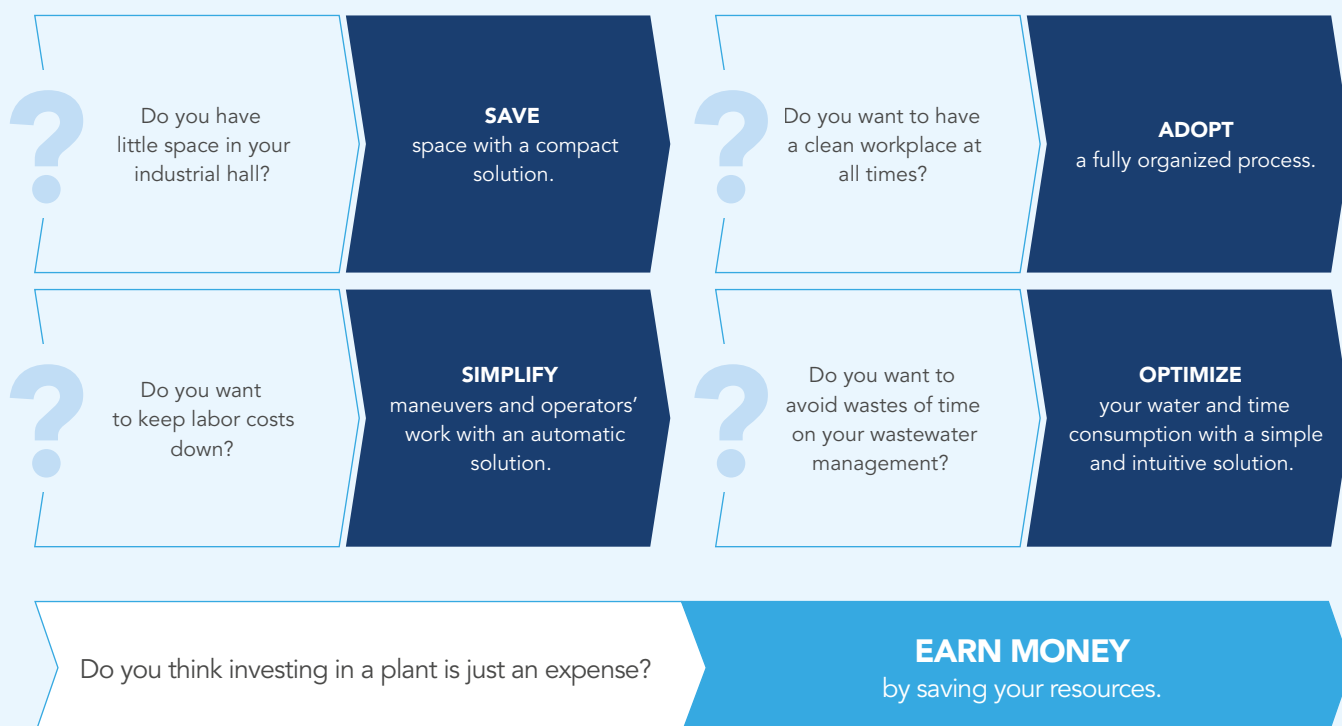 ?
Do you have
little space in your
industrial hall?
SAVE
space with a compact
solution.
?
Do you want to have
a clean workplace at
all times?
ADOPT
a fully organized process.
?
Do you want
to keep labor costs
down?
SIMPLIFY
maneuvers and operators’
work with an automatic
solution.
?
Do you want to
avoid wastes of time
on your wastewater
management?
OPTIMIZE
your water and time
consumption with a simple
and intuitive solution.
Do you think investing in a plant is just an expense?
EARN MONEY
by saving your resources.